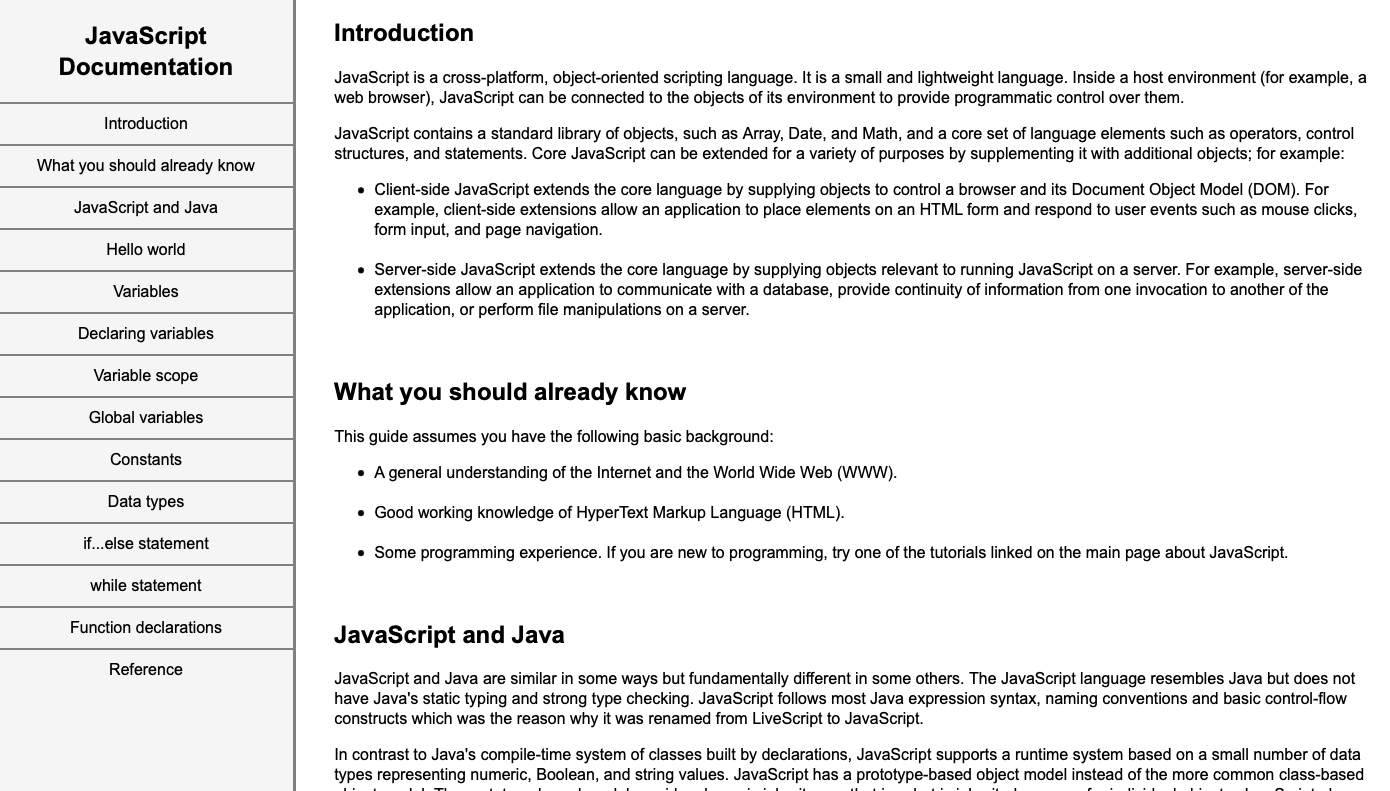 JavaScript
Documentation
Introduction
What you should already know
JavaScript and Java
Hello world
Variables
Declaring variables
Variable scope
Global variables
Constants
Data types
if...else statement
while statement
Function declarations
Reference
Introduction
JavaScript is a cross-platform, object-oriented scripting language. It is a small and lightweight language. Inside a host environment (for example, a
web browser), JavaScript can be connected to the objects of its environment to provide programmatic control over them.
JavaScript contains a standard library of objects, such as Array, Date, and Math, and a core set of language elements such as operators, control
structures, and statements. Core JavaScript can be extended for a variety of purposes by supplementing it with additional objects; for example:
• Client-side JavaScript extends the core language by supplying objects to control a browser and its Document Object Model (DOM). For
example, client-side extensions allow an application to place elements on an HTML form and respond to user events such as mouse clicks,
form input, and page navigation.
• Server-side JavaScript extends the core language by supplying objects relevant to running JavaScript on a server. For example, server-side
extensions allow an application to communicate with a database, provide continuity of information from one invocation to another of the
application, or perform file manipulations on a server.
What you should already know
This guide assumes you have the following basic background:
• A general understanding of the Internet and the World Wide Web (WWW).
• Good working knowledge of HyperText Markup Language (HTML).
• Some programming experience. If you are new to programming, try one of the tutorials linked on the main page about JavaScript.
JavaScript and Java
JavaScript and Java are similar in some ways but fundamentally different in some others. The JavaScript language resembles Java but does not
have Java's static typing and strong type checking. JavaScript follows most Java expression syntax, naming conventions and basic control-flow
constructs which was the reason why it was renamed from LiveScript to JavaScript.
In contrast to Java's compile-time system of classes built by declarations, JavaScript supports a runtime system based on a small number of data
types representing numeric, Boolean, and string values. JavaScript has a prototype-based object model instead of the more common class-based